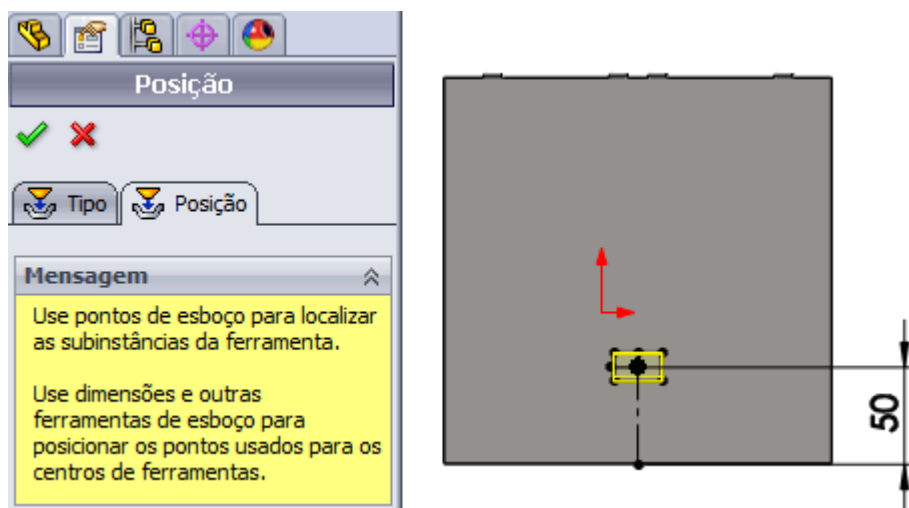 Posição
Tipo
Posição
Mensagem
Use pontos de esboço para localizar
as subinstâncias da ferramenta.
Use dimensões e outras
ferramentas de esboço para
posicionar os pontos usados para os
centros de ferramentas.
50